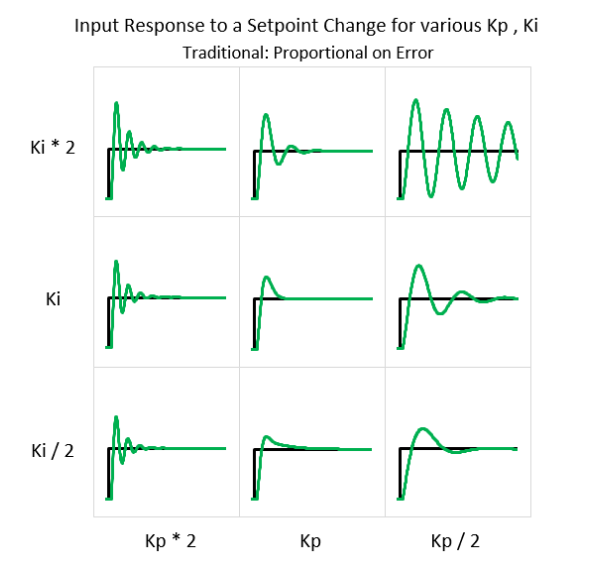 Input Response to a Setpoint Change for various Kp , Ki
Traditional: Proportional on Error
Ki * 2
Ki
Ki / 2
Kp * 2
Kp
Kp / 2